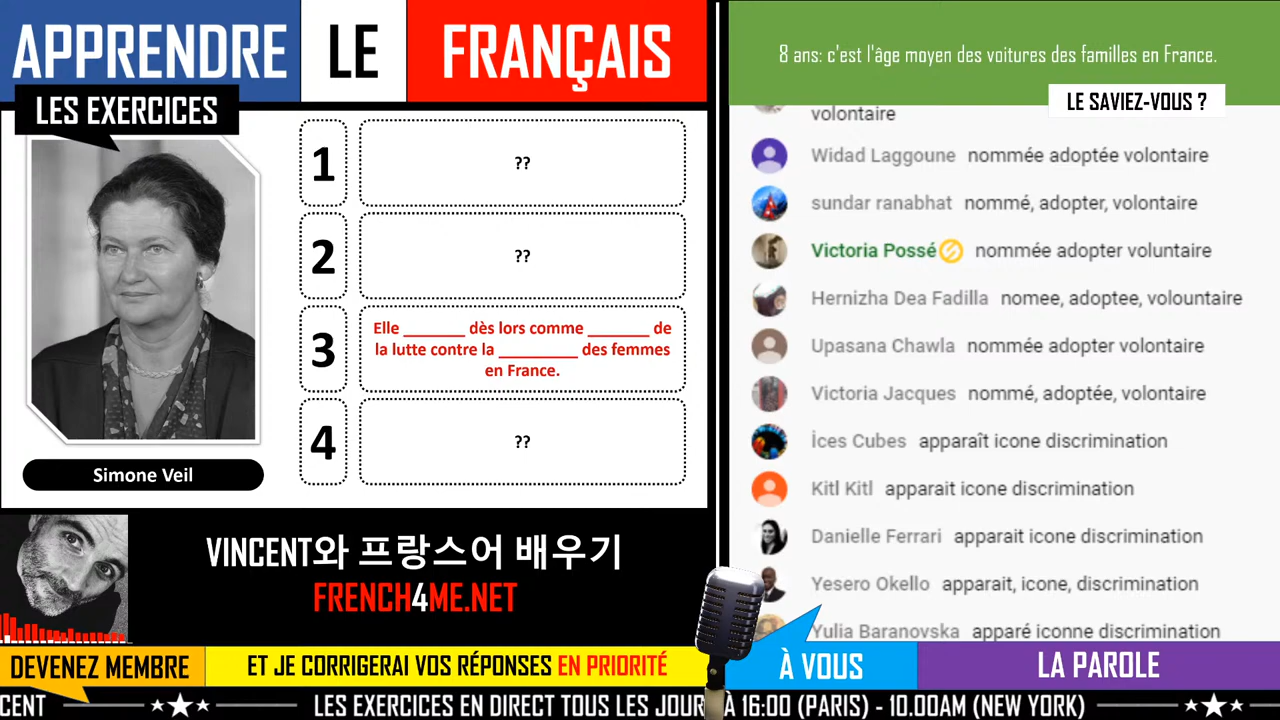 APPRENDRE LE FRANÇAIS
LES EXERCICES
1 ??
2 ??
3 Elle _______ dès lors comme _______ de
la lutte contre la _________ des femmes
en France.
4 ??
Simone Veil
VINCENT와 프랑스어 배우기
FRENCH4ME.NET
DEVENEZ MEMBRE
ET JE CORRIGERAI VOS RÉPONSES EN PRIORITÉ
8 ans: c'est l'âge moyen des voitures des familles en France.
LE SAVIEZ-VOUS ?
volontaire
Widad Laggoune nommée adoptée volontaire
sundar ranabhat nommé, adopter, volontaire
Victoria Possé nommée adopter voluntaire
Hernizha Dea Fadilla nomee, adoptee, volountaire
Upasana Chawla nommée adopter volontaire
Victoria Jacques nommé, adoptée, volontaire
İces Cubes apparaît icone discrimination
Kitl Kitl apparait icone discrimination
Danielle Ferrari apparait icone discrimination
Yesero Okello apparait, icone, discrimination
Yulia Baranovska apparé iconne discrimination
À VOUS LA PAROLE
CENT LES EXERCICES EN DIRECT TOUS LES JOUR À 16:00 (PARIS) - 10.00AM (NEW YORK)